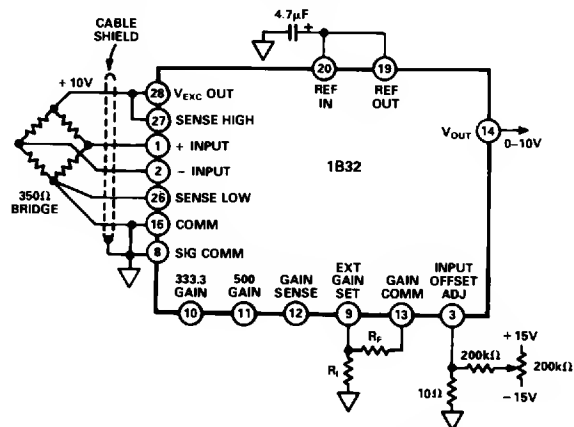 CABLE
SHIELD
4.7µF
+
+10V
20
REF
IN
19
REF
OUT
28
VEXC OUT
27
SENSE HIGH
1
+ INPUT
2
– INPUT
26
SENSE LOW
16
COMM
8
SIG COMM
350Ω
BRIDGE
1B32
VOUT
14
0–10V
333.3
GAIN
10
500
GAIN
11
GAIN
SENSE
12
EXT
GAIN
SET
9
GAIN
COMM
13
INPUT
OFFSET
ADJ
3
RF
RI
+15V
200kΩ
200kΩ
–15V
10Ω